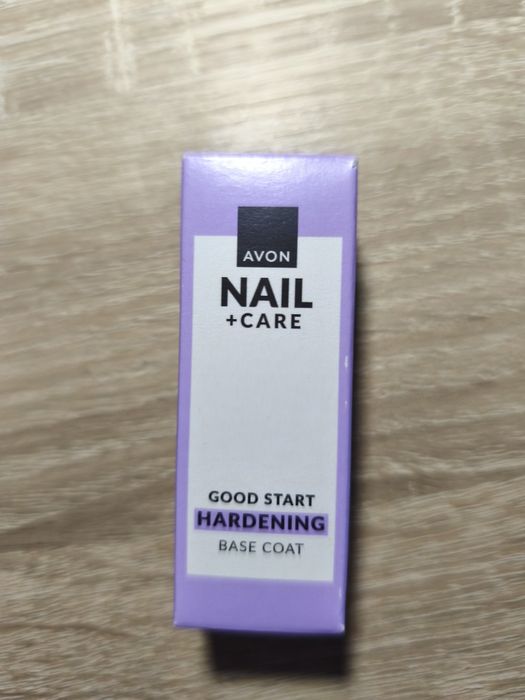 AVON
NAIL
+CARE
GOOD START
HARDENING
BASE COAT